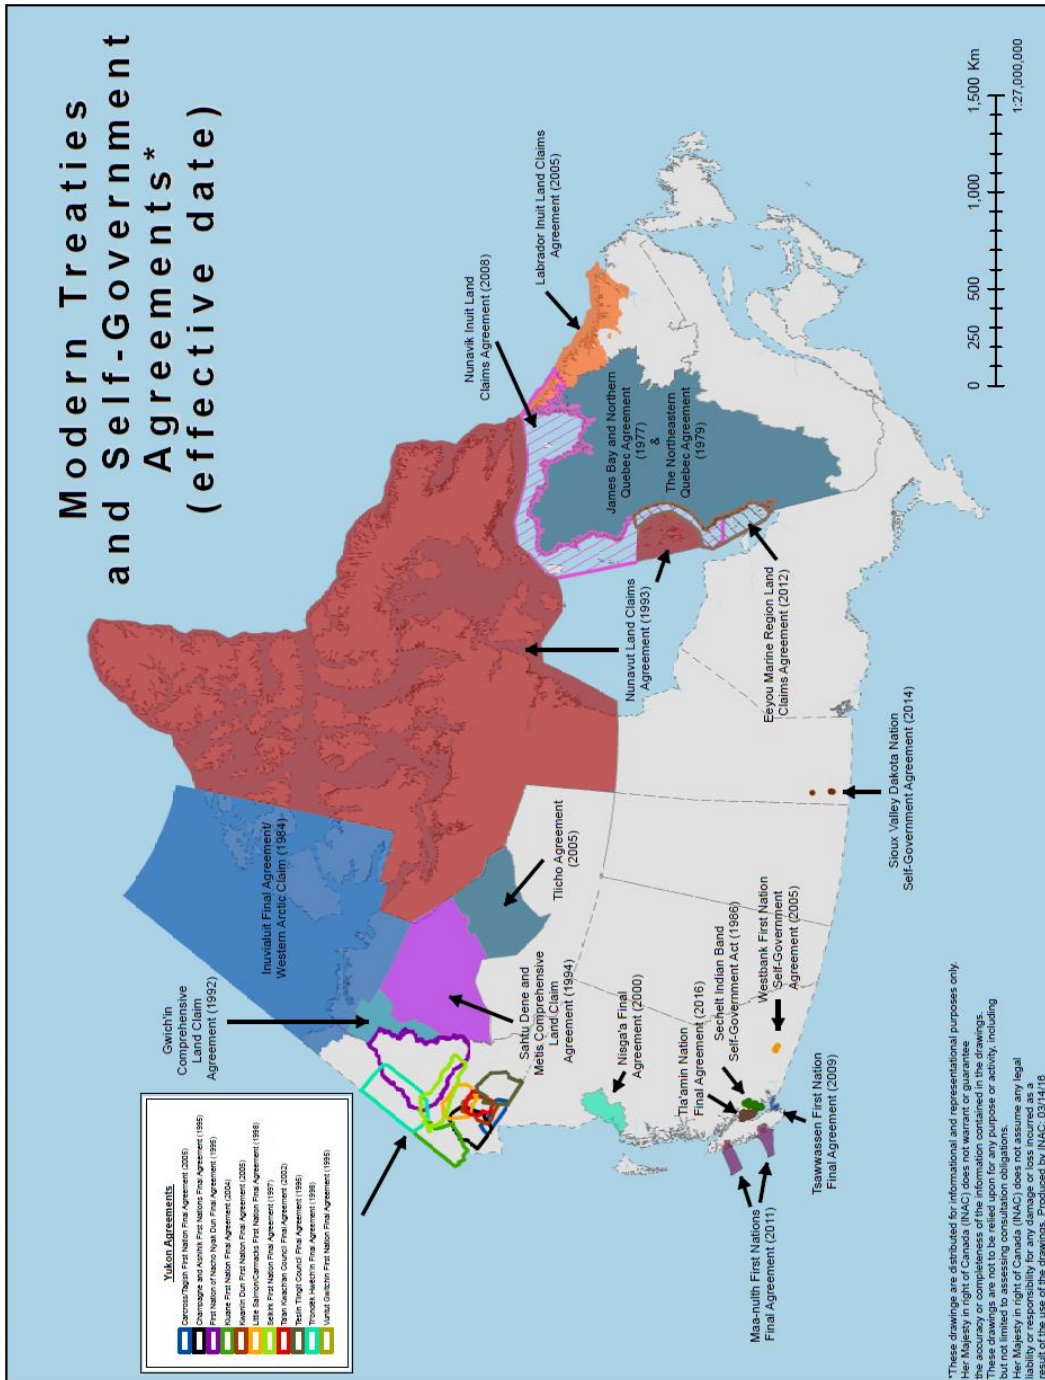 Modern Treaties
and Self-Government
Agreements*
(effective date)
Yukon Agreements
Carcross/Tagish First Nation Final Agreement (2006)
Champagne and Aishihik First Nations Final Agreement (1995)
First Nation of Nacho Nyak Dun Final Agreement (1995)
Kluane First Nation Final Agreement (2004)
Kwanlin Dun First Nation Final Agreement (2005)
Little Salmon/Carmacks First Nation Final Agreement (1998)
Selkirk First Nation Final Agreement (1997)
Ta'an Kwach'an Council Final Agreement (2002)
Teslin Tlingit Council Final Agreement (1995)
Trondëk Hwëch'in Final Agreement (1998)
Vuntut Gwitchin First Nation Final Agreement (1995)
Gwich'in
Comprehensive
Land Claim
Agreement (1992)
Inuvialuit Final Agreement/
Western Arctic Claim (1984)
Nunavik Inuit Land
Claims Agreement (2008)
Labrador Inuit Land Claims
Agreement (2005)
James Bay and Northern
Quebec Agreement
(1977)
&
The Northeastern
Quebec Agreement
(1979)
Sahtu Dene and
Metis Comprehensive
Land Claim
Agreement (1994)
Tlicho Agreement
(2005)
Nunavut Land Claims
Agreement (1993)
Eeyou Marine Region Land
Claims Agreement (2012)
Nisga'a Final
Agreement (2000)
Tla'amin Nation
Final Agreement (2016)
Sechelt Indian Band
Self-Government Act (1986)
Westbank First Nation
Self-Government
Agreement (2005)
Sioux Valley Dakota Nation
Self-Government Agreement (2014)
Maa-nulth First Nations
Final Agreement (2011)
Tsawwassen First Nation
Final Agreement (2009)
0 250 500 1,000 1,500 Km
1:27,000,000
*These drawings are distributed for informational and representational purposes only.
Her Majesty in right of Canada (INAC) does not warrant or guarantee
the accuracy or completeness of the information contained in the drawings.
These drawings are not to be relied upon for any purpose or activity, including
but not limited to assessing consultation obligations.
Her Majesty in right of Canada (INAC) does not assume any legal
liability or responsibility for any damage or loss incurred as a
result of the use of the drawings. Produced by INAC: 03/14/16